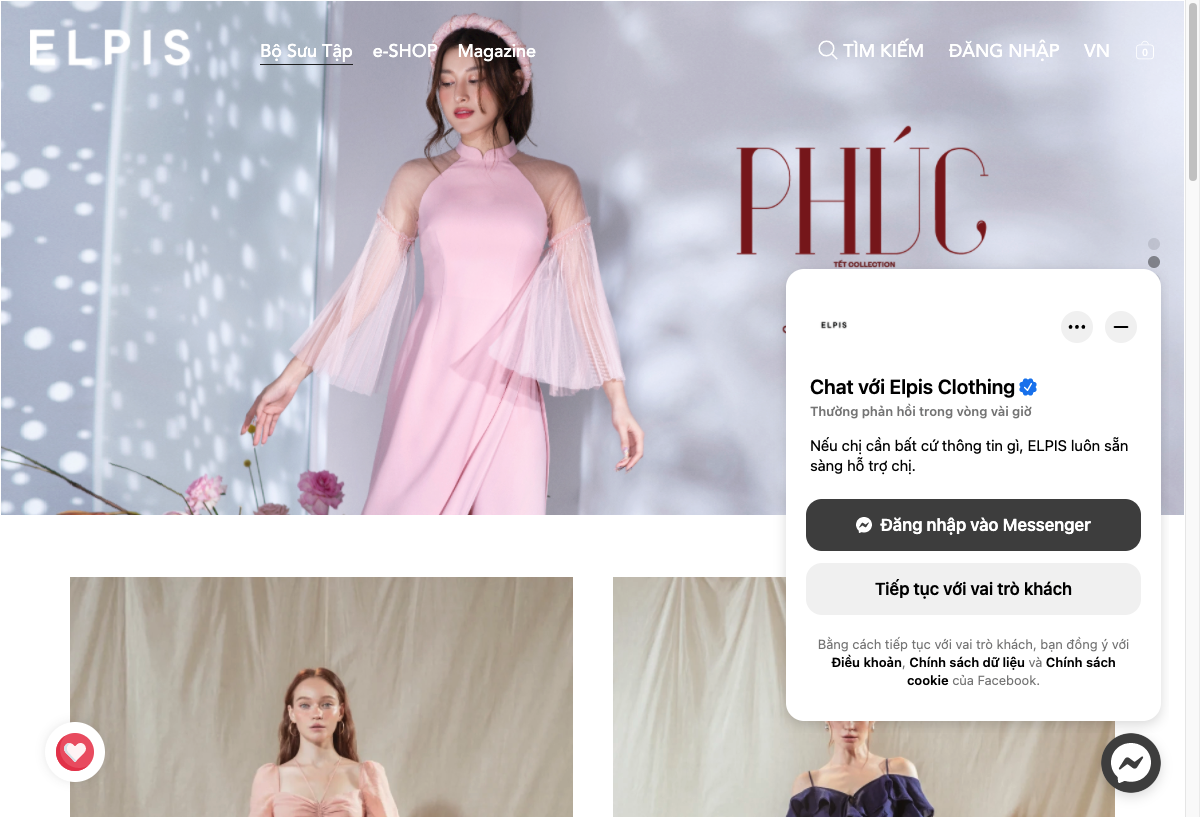 ELPIS
Bộ Sưu Tập
e-SHOP
Magazine
TÌM KIẾM
ĐĂNG NHẬP
VN
0
PHÚC
TẾT COLLECTION
ELPIS
Chat với Elpis Clothing
Thường phản hồi trong vòng vài giờ
Nếu chị cần bất cứ thông tin gì, ELPIS luôn sẵn
sàng hỗ trợ chị.
Đăng nhập vào Messenger
Tiếp tục với vai trò khách
Bằng cách tiếp tục với vai trò khách, bạn đồng ý với
Điều khoản, Chính sách dữ liệu và Chính sách
cookie của Facebook.